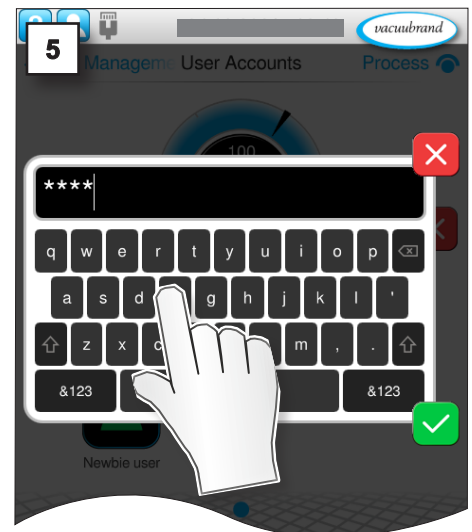 5
vacuubrand
Manageme User Accounts Process
100
****
q w e r t y u i o p
a s d g h j k l '
z x c m , .
&123 &123
Newbie user